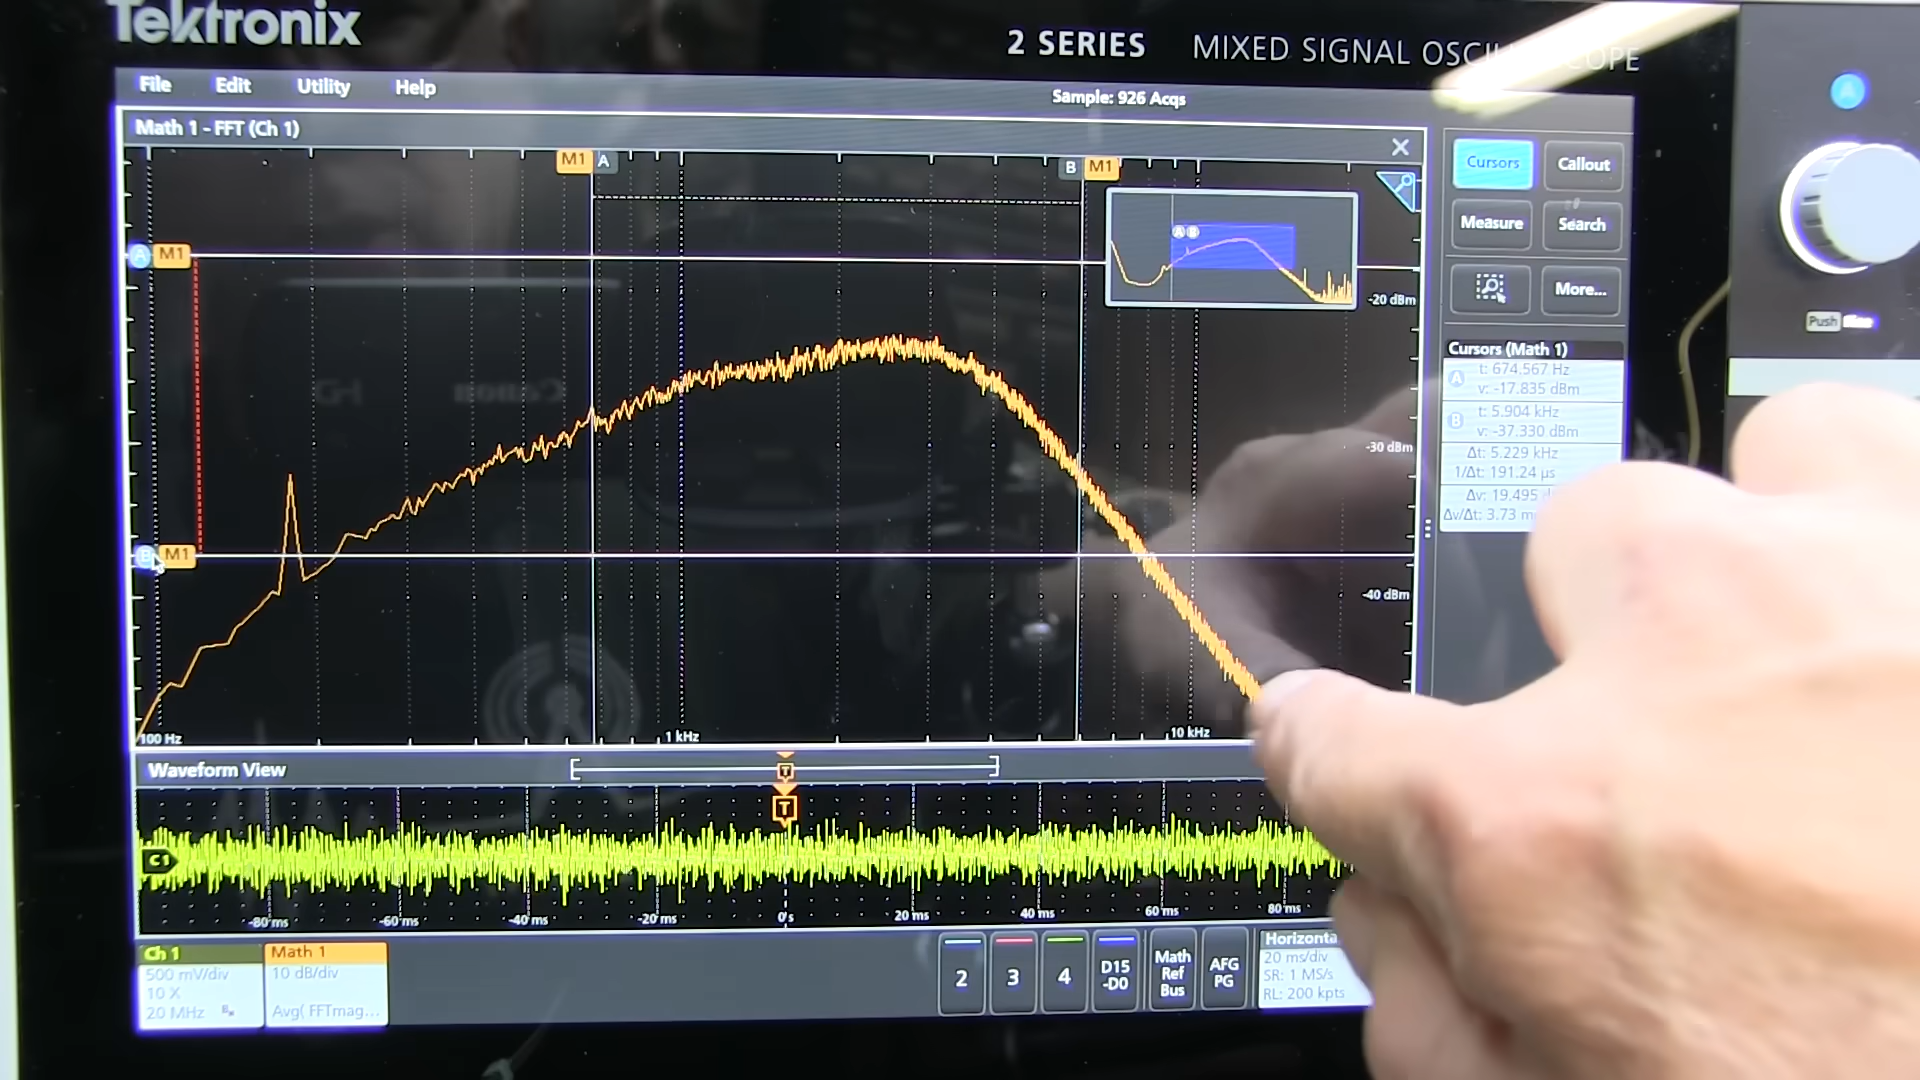 Tektronix
2 SERIES MIXED SIGNAL
File Edit Utility Help
Sample: 926 Acqs
Math 1 - FFT (Ch 1)
M1 A
B M1
A M1
A B
-20 dBm
-30 dBm
B M1
-40 dBm
100 Hz
1 kHz
10 kHz
Cursors
Callout
Measure
Search
More...
Cursors (Math 1)
A
t: 674.567 Hz
v: -17.835 dBm
B
t: 5.904 kHz
v: -37.330 dBm
Δt: 5.229 kHz
1/Δt: 191.24 µs
Δv: 19.495
Δv/Δt: 3.73
A
Push
Canon
Waveform View
T
T
C1
-80 ms
-60 ms
-40 ms
-20 ms
0 s
20 ms
40 ms
60 ms
80 ms
Ch 1
500 mV/div
10 X
20 MHz
Math 1
10 dB/div
Avg( FFTmag...
2
3
4
D15
-D0
Math
Ref
Bus
AFG
PG
Horizonta
20 ms/div
SR: 1 MS/s
RL: 200 kpts